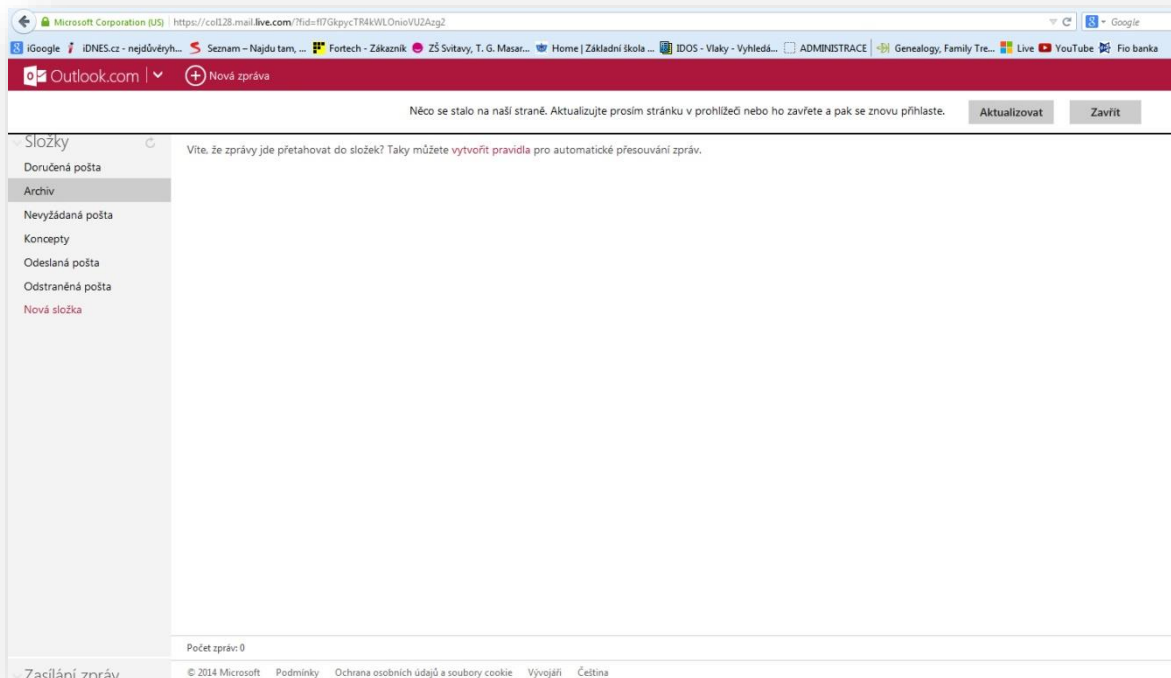 Microsoft Corporation (US) https://col128.mail.live.com/?fid=fl7GkpycTR4kWLOnioVU2Azg2 Google
iGoogle iDNES.cz - nejdůvěryh... Seznam – Najdu tam, ... Fortech - Zákazník ZŠ Svitavy, T. G. Masar... Home | Základní škola ... IDOS - Vlaky - Vyhledá... ADMINISTRACE Genealogy, Family Tre... Live YouTube Fio banka
Outlook.com Nová zpráva
Něco se stalo na naší straně. Aktualizujte prosím stránku v prohlížeči nebo ho zavřete a pak se znovu přihlaste. Aktualizovat Zavřít
Složky
Víte, že zprávy jde přetahovat do složek? Taky můžete vytvořit pravidla pro automatické přesouvání zpráv.
Doručená pošta
Archiv
Nevyžádaná pošta
Koncepty
Odeslaná pošta
Odstraněná pošta
Nová složka
Počet zpráv: 0
Zasílání zpráv
© 2014 Microsoft Podmínky Ochrana osobních údajů a soubory cookie Vývojáři Čeština